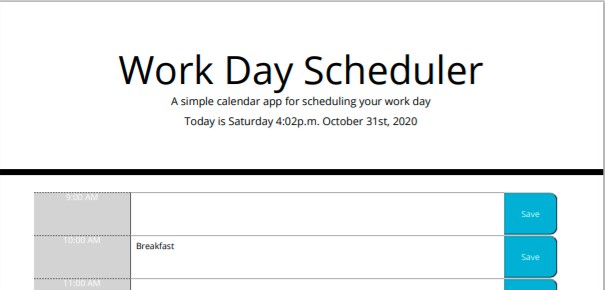 Work Day Scheduler
A simple calendar app for scheduling your work day
Today is Saturday 4:02p.m. October 31st, 2020
9:00 AM
Save
10:00 AM
Breakfast
Save
11:00 AM